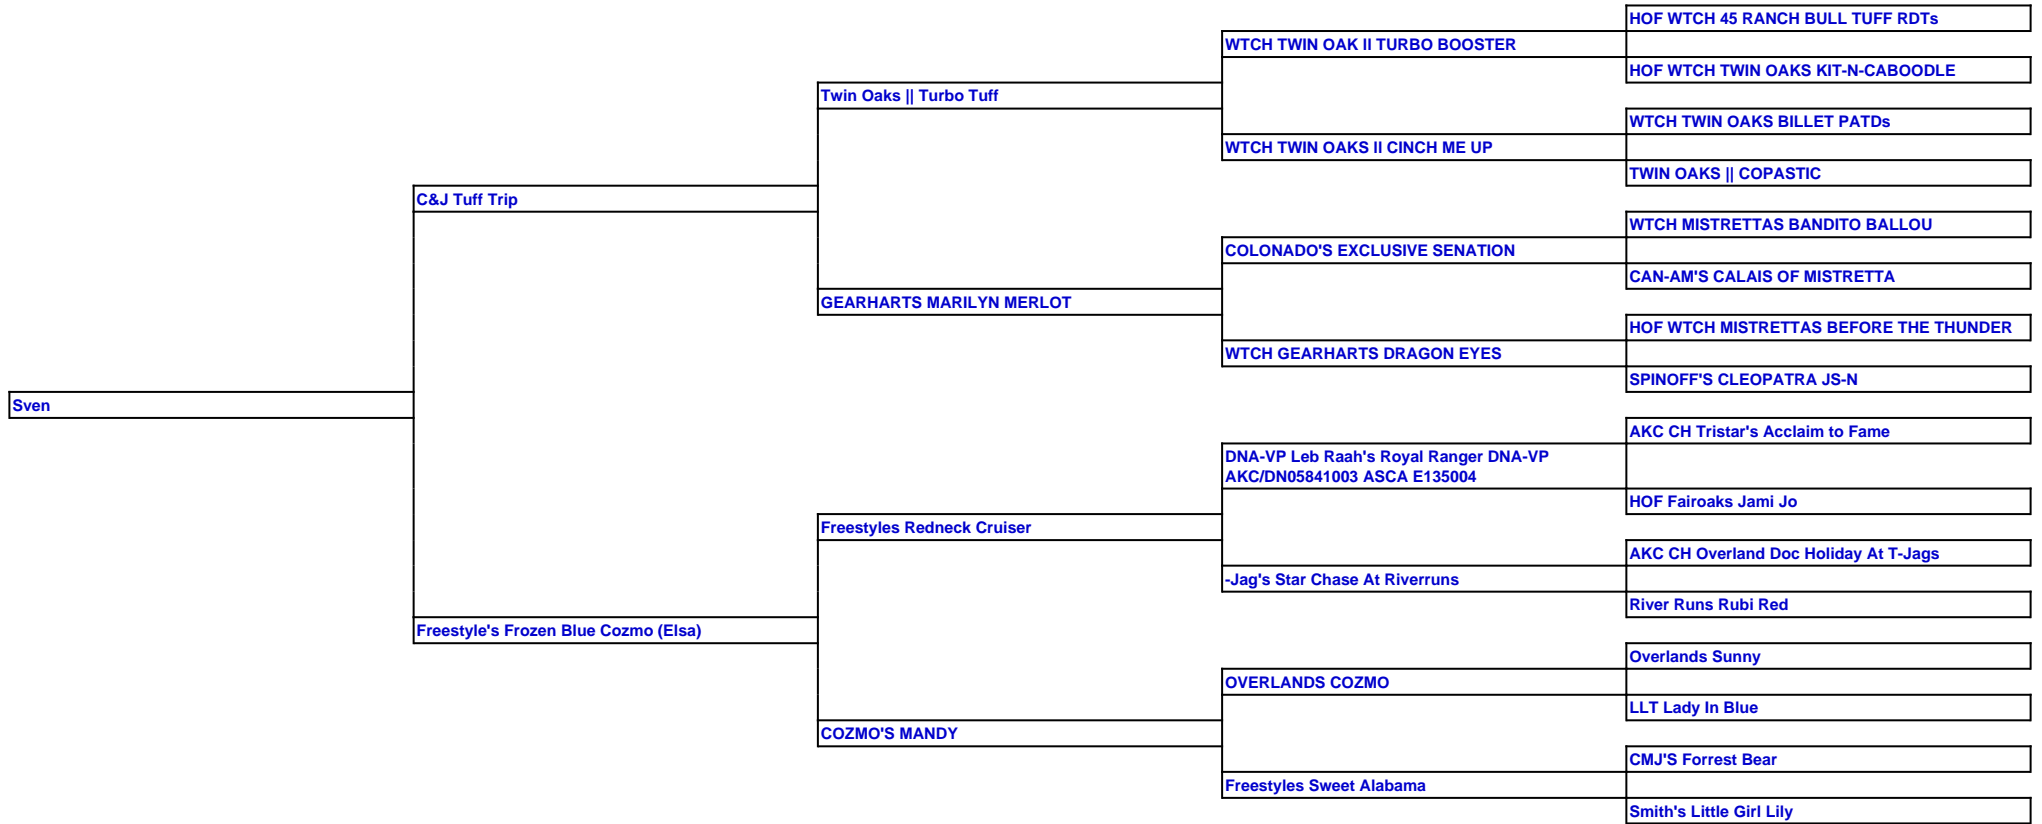 HOF WTCH 45 RANCH BULL TUFF RDTs
WTCH TWIN OAK II TURBO BOOSTER
HOF WTCH TWIN OAKS KIT-N-CABOODLE
Twin Oaks || Turbo Tuff
WTCH TWIN OAKS BILLET PATDs
WTCH TWIN OAKS II CINCH ME UP
TWIN OAKS || COPASTIC
C&J Tuff Trip
WTCH MISTRETTAS BANDITO BALLOU
COLONADO'S EXCLUSIVE SENATION
CAN-AM'S CALAIS OF MISTRETTA
GEARHARTS MARILYN MERLOT
HOF WTCH MISTRETTAS BEFORE THE THUNDER
WTCH GEARHARTS DRAGON EYES
SPINOFF'S CLEOPATRA JS-N
Sven
AKC CH Tristar's Acclaim to Fame
DNA-VP Leb Raah's Royal Ranger DNA-VP
AKC/DN05841003 ASCA E135004
HOF Fairoaks Jami Jo
Freestyles Redneck Cruiser
AKC CH Overland Doc Holiday At T-Jags
-Jag's Star Chase At Riverruns
River Runs Rubi Red
Freestyle's Frozen Blue Cozmo (Elsa)
Overlands Sunny
OVERLANDS COZMO
LLT Lady In Blue
COZMO'S MANDY
CMJ'S Forrest Bear
Freestyles Sweet Alabama
Smith's Little Girl Lily